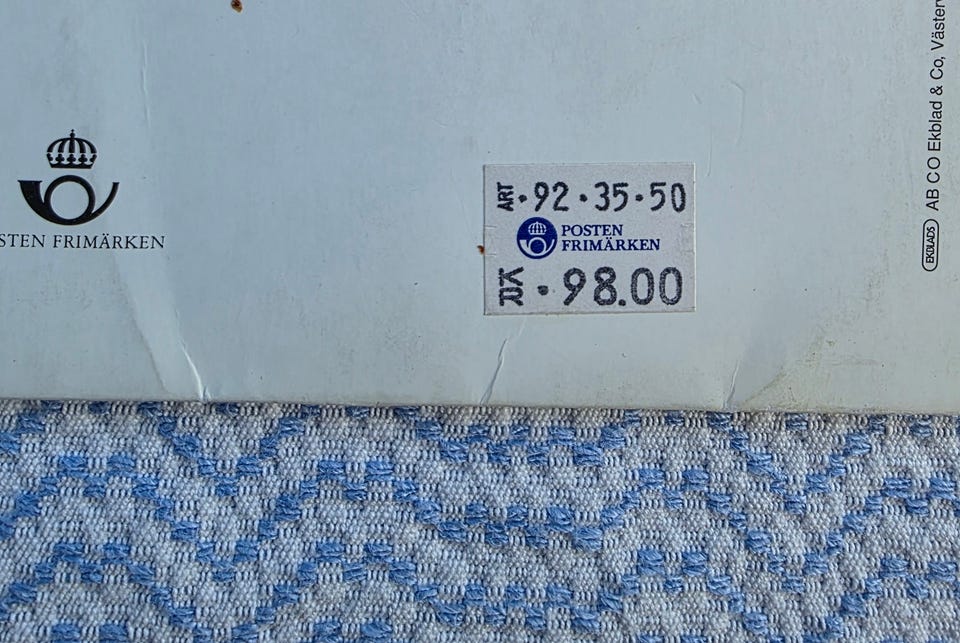 STEN FRIMÄRKEN
ART·92·35·50
POSTEN
FRIMÄRKEN
KR·98.00
EKBLADS AB CO Ekblad & Co, Väster